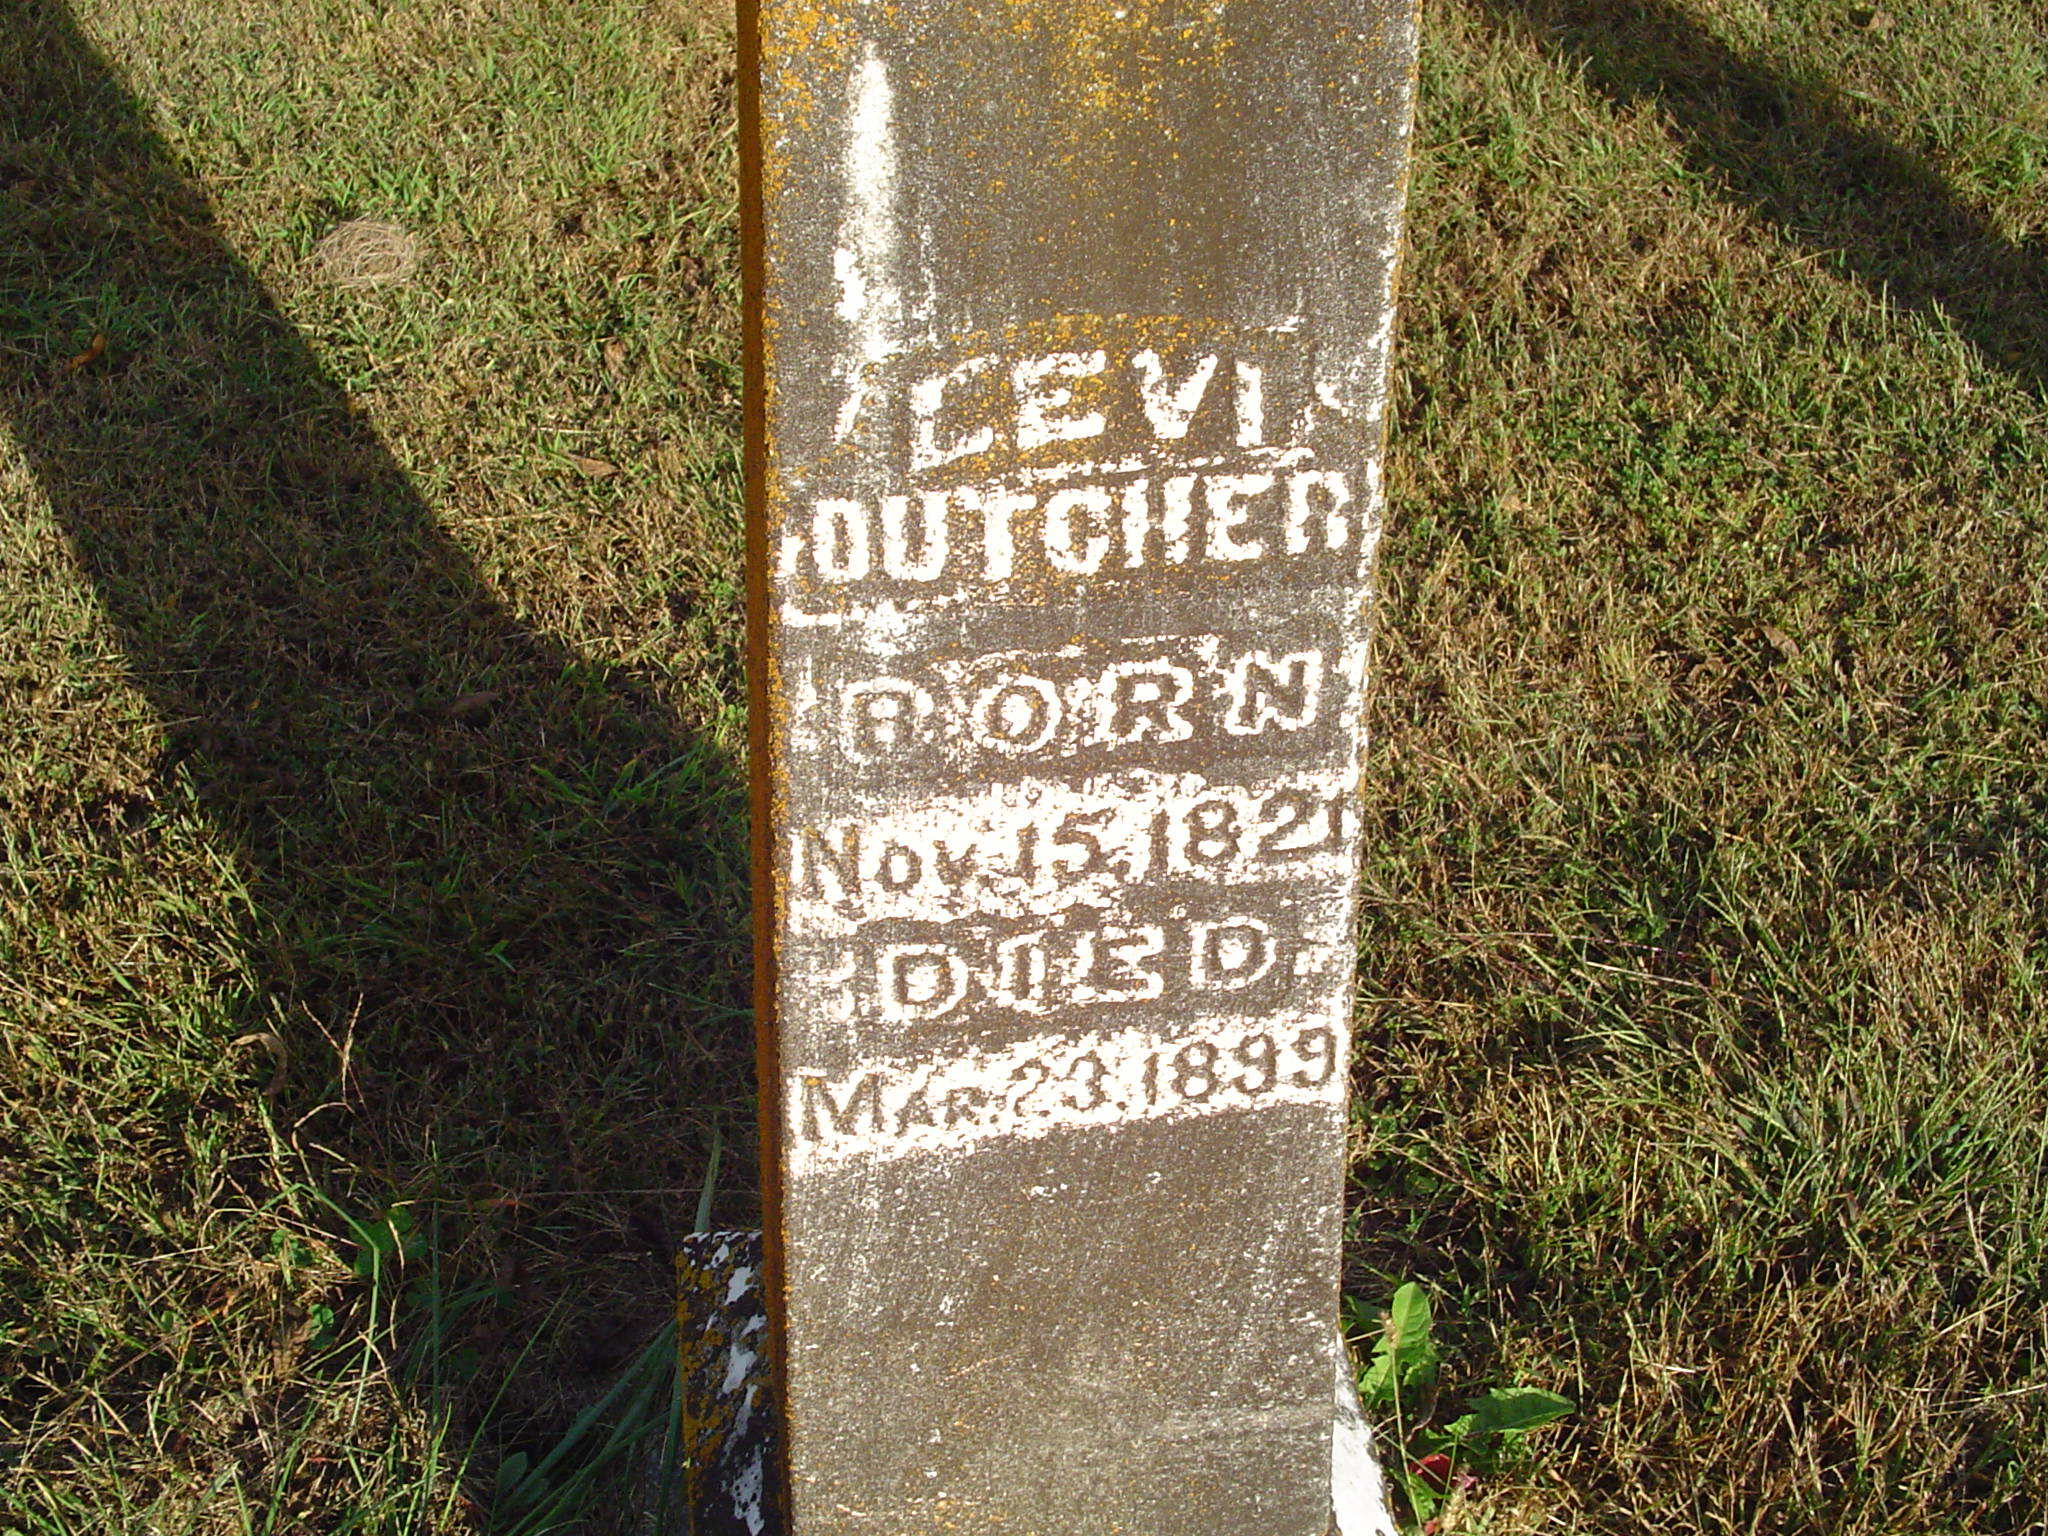 LEVI
DUTCHER
BORN
NOV. 15, 1821
DIED
MAR. 23, 1899